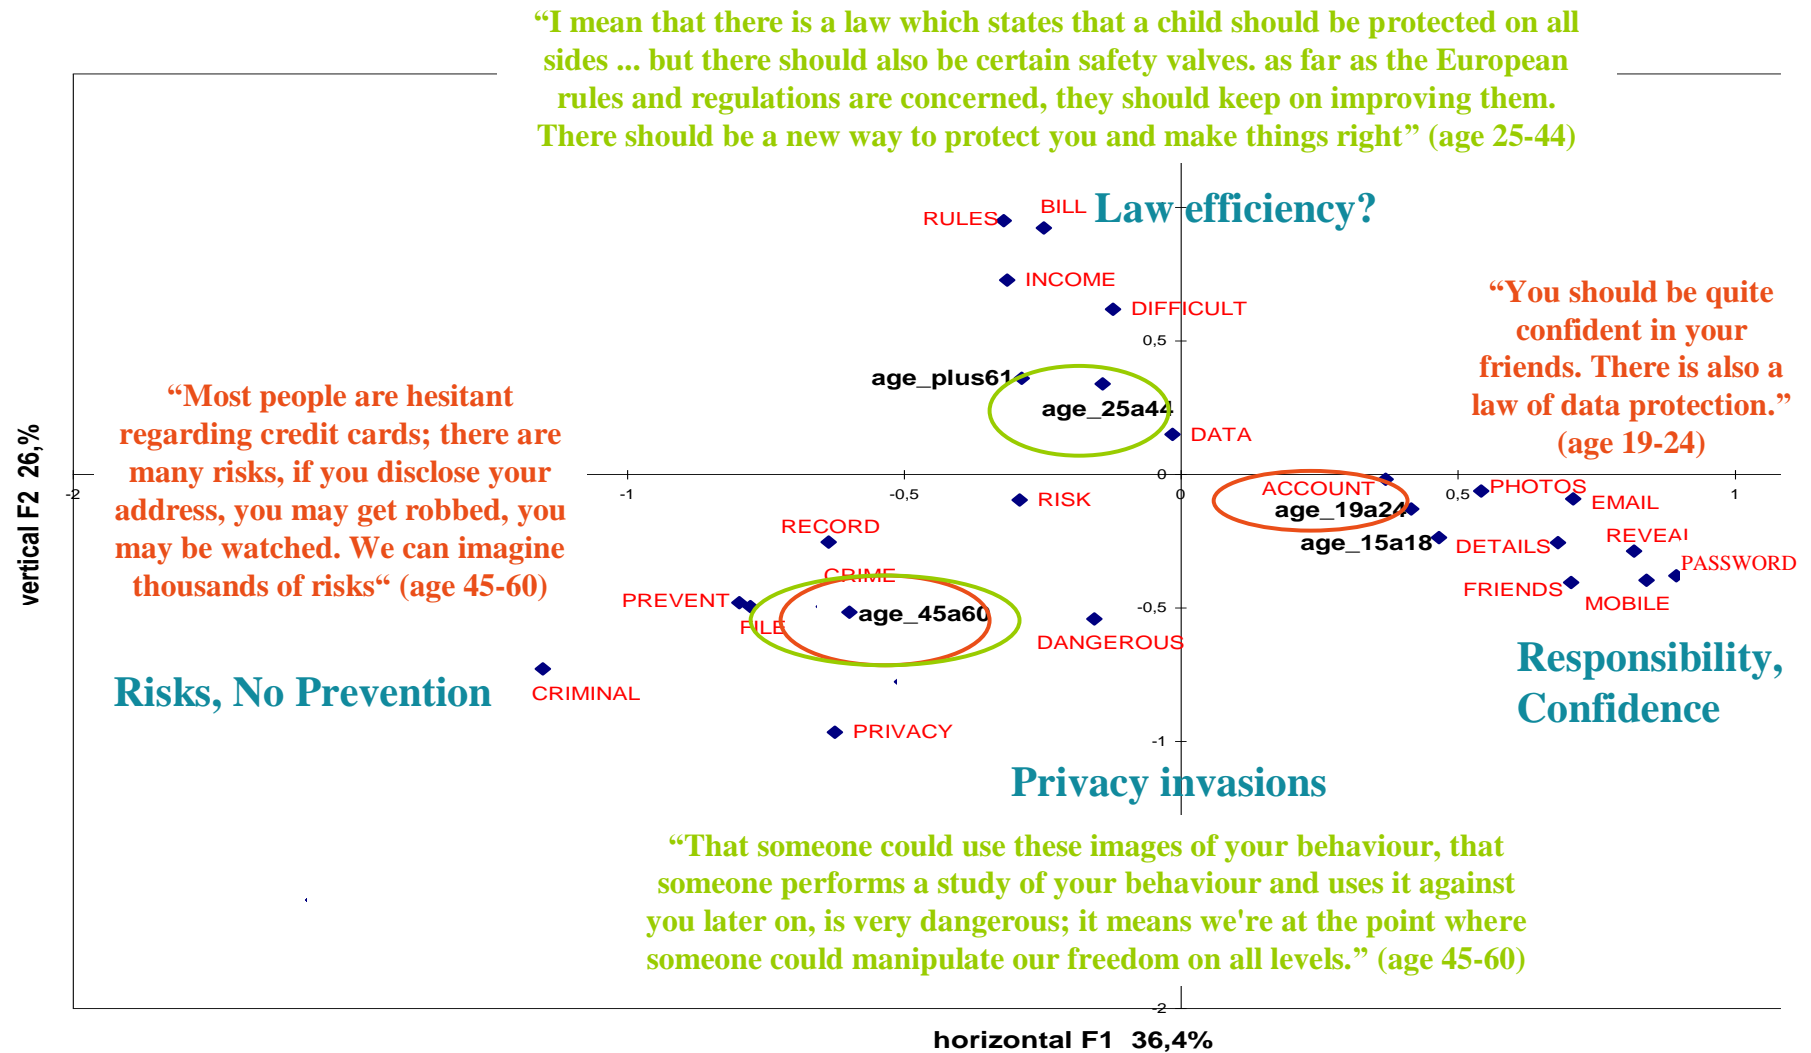 “I mean that there is a law which states that a child should be protected on all
sides ... but there should also be certain safety valves. as far as the European
rules and regulations are concerned, they should keep on improving them.
There should be a new way to protect you and make things right” (age 25-44)
RULES
BILL
Law efficiency?
INCOME
DIFFICULT
0,5
“You should be quite
confident in your
friends. There is also a
law of data protection.”
(age 19-24)
age_plus61
age_25a44
DATA
“Most people are hesitant
regarding credit cards; there are
many risks, if you disclose your
address, you may get robbed, you
may be watched. We can imagine
thousands of risks“ (age 45-60)
vertical F2  26,%
0
-2
-1
-0,5
0
0,5
1
RISK
ACCOUNT
PHOTOS
EMAIL
age_19a24
RECORD
age_15a18
DETAILS
REVEAL
PASSWORD
CRIME
FRIENDS
MOBILE
PREVENT
FILE
age_45a60
-0,5
DANGEROUS
Responsibility,
Confidence
Risks, No Prevention
CRIMINAL
PRIVACY
-1
Privacy invasions
“That someone could use these images of your behaviour, that
someone performs a study of your behaviour and uses it against
you later on, is very dangerous; it means we're at the point where
someone could manipulate our freedom on all levels.” (age 45-60)
-2
horizontal F1  36,4%